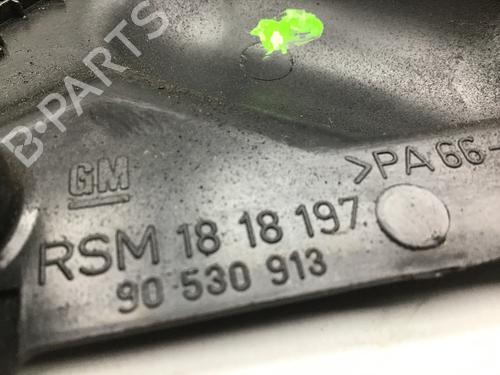 B-PARTS
GM
>PA 66-
RSM 18 18 197
90 530 913